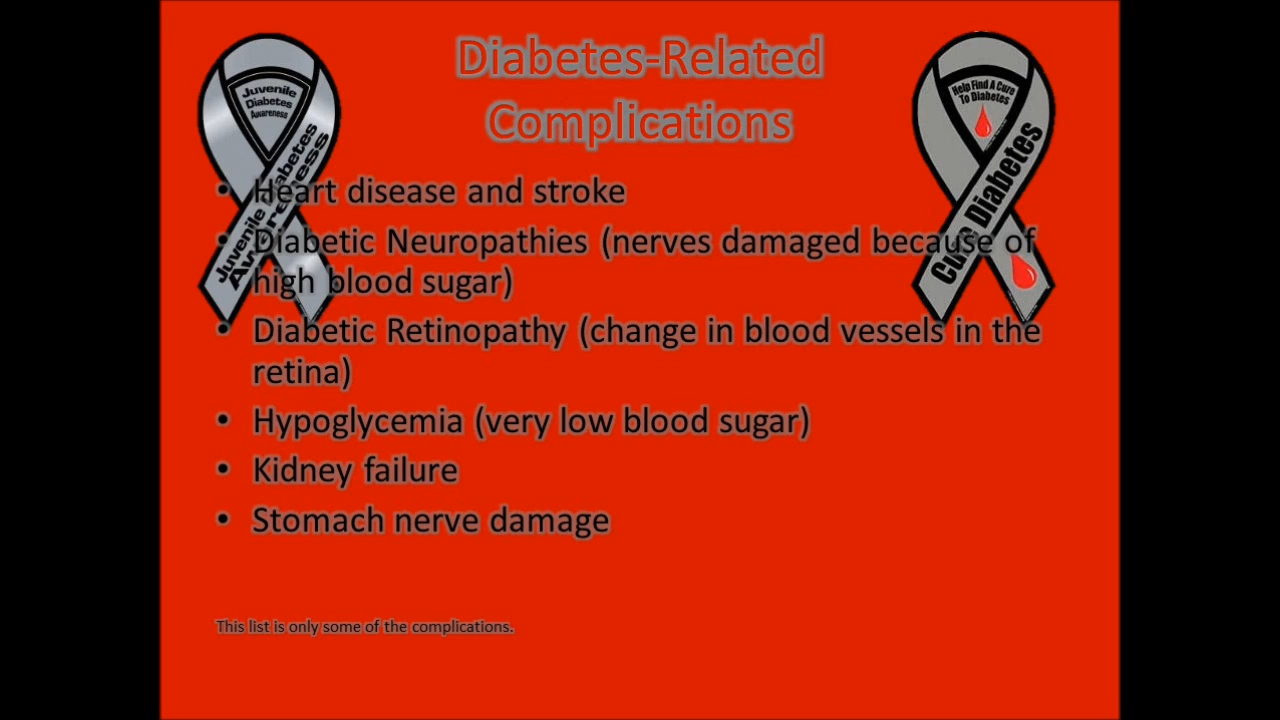 Diabetes-Related
Complications
Juvenile
Diabetes
Awareness
Juvenile Diabetes
Awareness
Help Find A Cure
To Diabetes
Cure Diabetes
• Heart disease and stroke
• Diabetic Neuropathies (nerves damaged because of
high blood sugar)
• Diabetic Retinopathy (change in blood vessels in the
retina)
• Hypoglycemia (very low blood sugar)
• Kidney failure
• Stomach nerve damage
This list is only some of the complications.